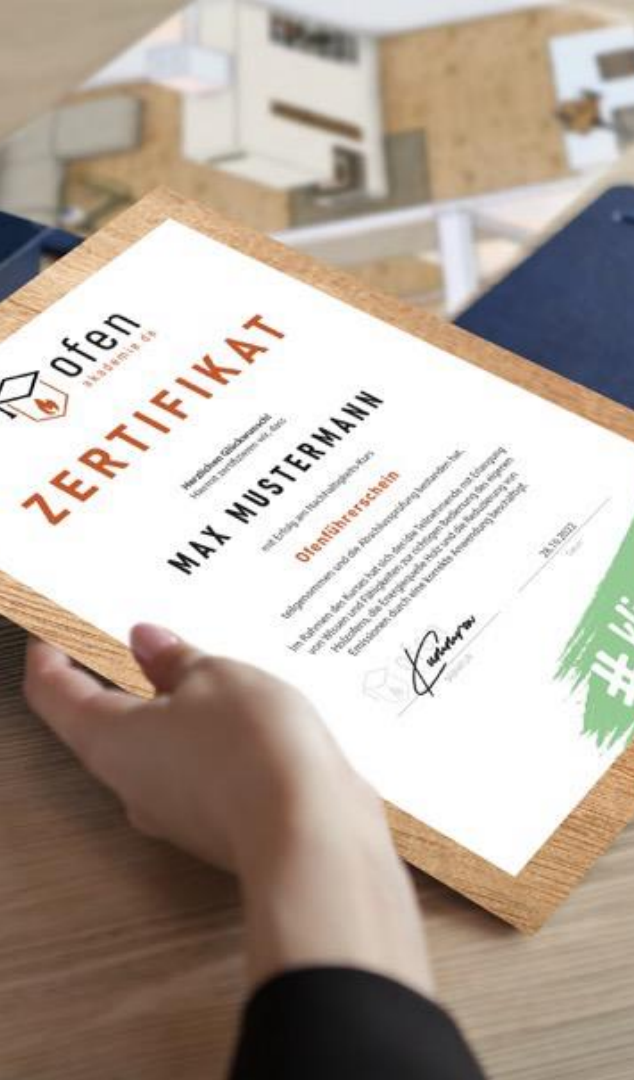 ofen
akademie.de
ZERTIFIKAT
Herzlichen Glückwunsch!
Hiermit zertifizieren wir, dass
MAX MUSTERMANN
mit Erfolg am Nachhaltigkeits-Kurs
Ofenführerschein
teilgenommen und die Abschlussprüfung bestanden hat.
Im Rahmen des Kurses hat sich der/die Teilnehmende mit Erlangung
von Wissen und Fähigkeiten zur richtigen Bedienung des eigenen
Holzofens, die Energiequelle Holz und die Reduzierung von
Emissionen durch eine korrekte Anwendung beschäftigt.
28.10.2022